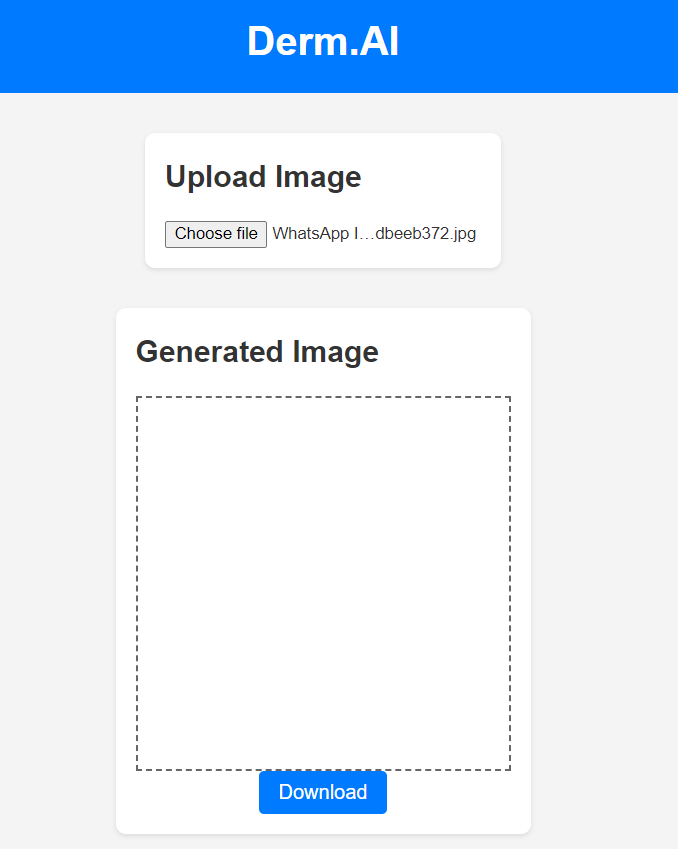 Derm.AI
Upload Image
Choose file WhatsApp I...dbeeb372.jpg
Generated Image
Download